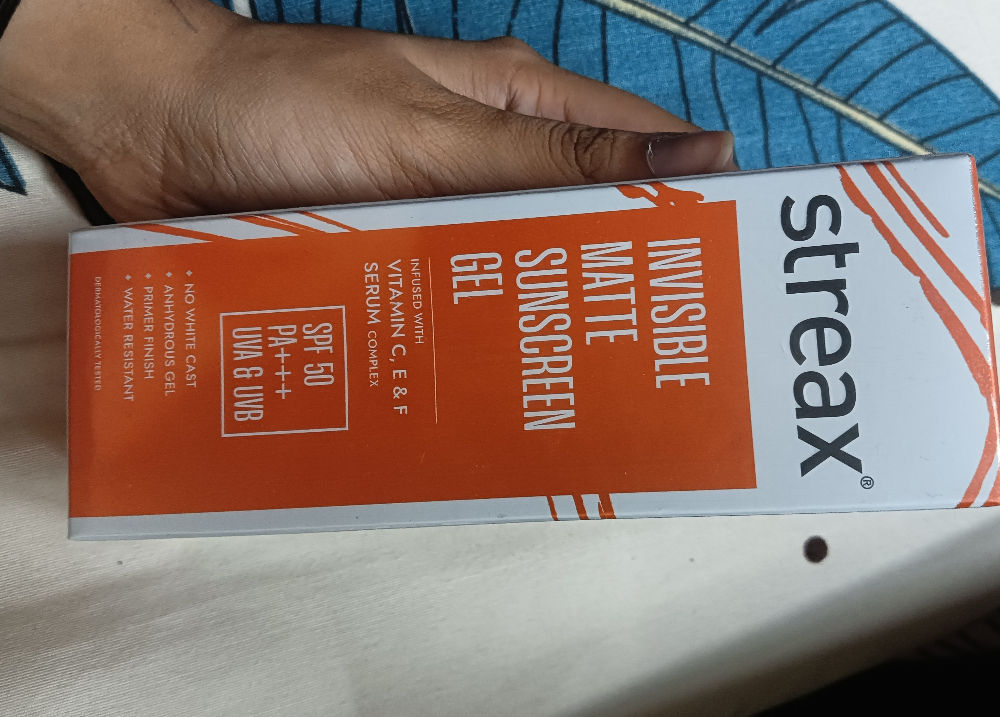 streax®
INVISIBLE
MATTE
SUNSCREEN
GEL
INFUSED WITH
VITAMIN C, E & F
SERUM COMPLEX
SPF 50
PA+++
UVA & UVB
NO WHITE CAST
ANHYDROUS GEL
PRIMER FINISH
WATER RESISTANT
DERMATOLOGICALLY TESTED